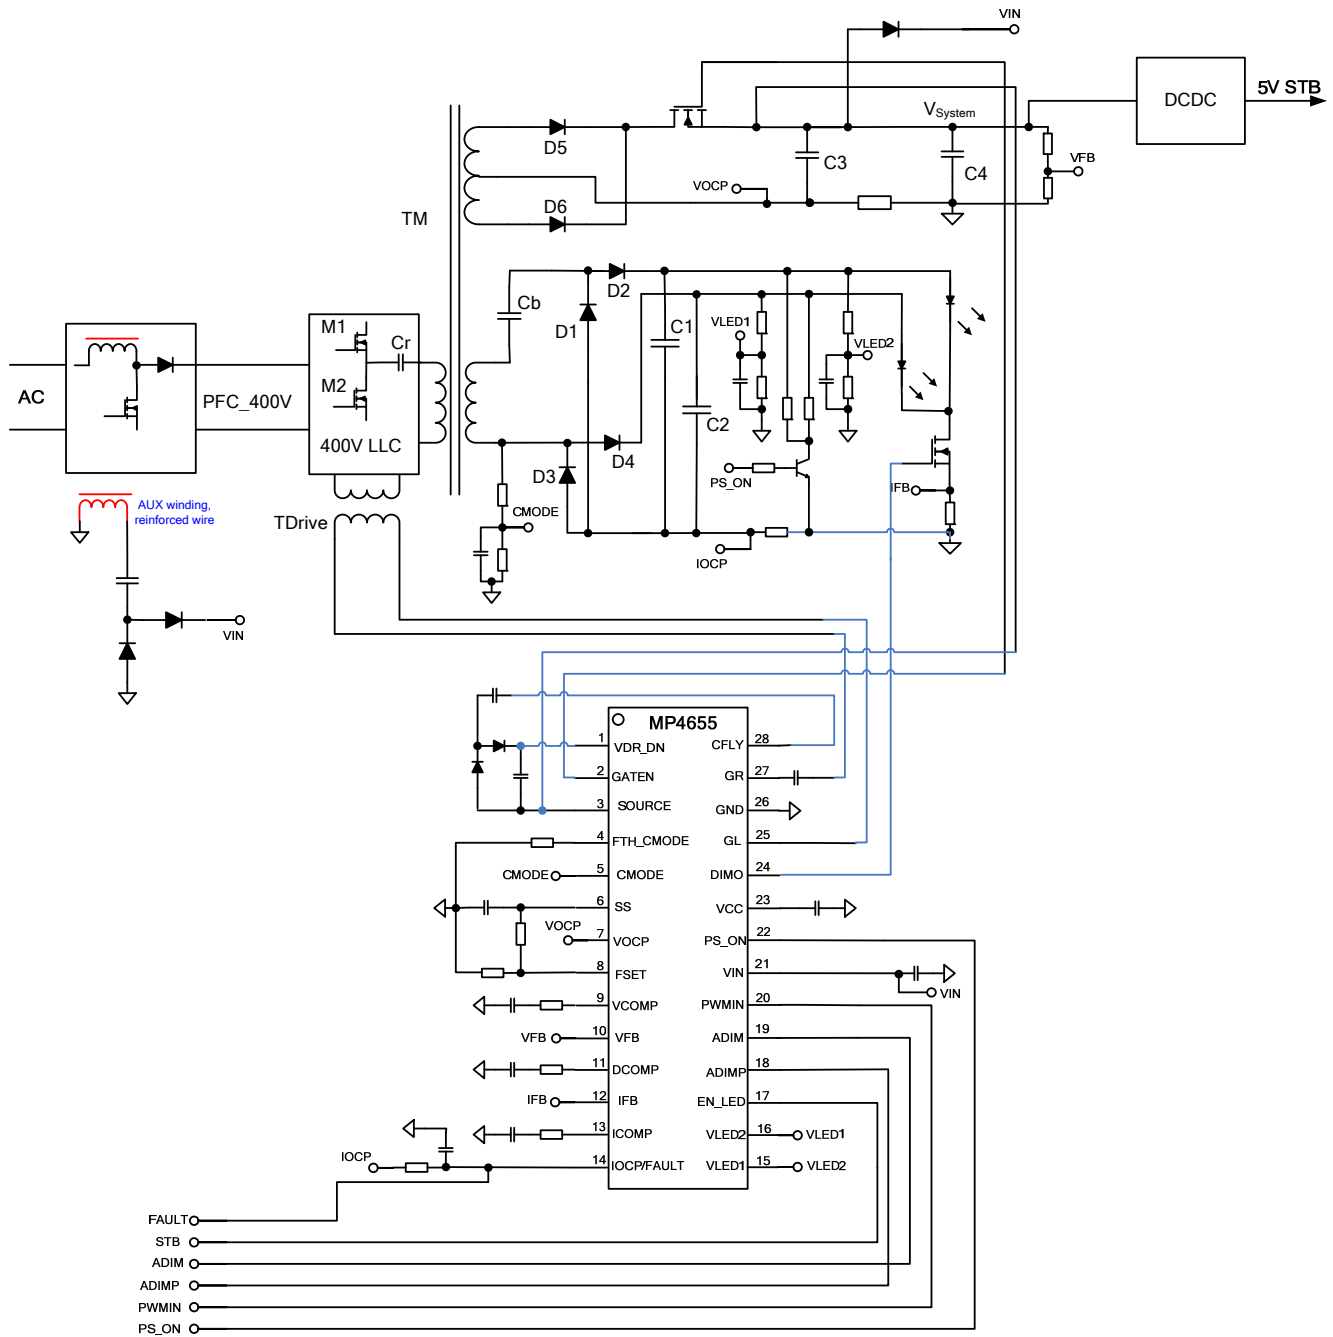 VIN
5V STB
DCDC
VSystem
D5
C3
C4
VFB
VOCP
TM
D6
D2
Cb
D1
C1
VLED1
VLED2
M1
Cr
M2
AC
PFC_400V
400V LLC
C2
D4
D3
PS_ON
IFB
AUX winding,
reinforced wire
TDrive
CMODE
IOCP
VIN
MP4655
1 VDR_DN
CFLY 28
2 GATEN
GR 27
3 SOURCE
GND 26
4 FTH_CMODE
GL 25
CMODE 5 CMODE
DIMO 24
6 SS
VCC 23
VOCP 7 VOCP
PS_ON 22
8 FSET
VIN 21
VIN
9 VCOMP
PWMIN 20
VFB 10 VFB
ADIM 19
11 DCOMP
ADIMP 18
IFB 12 IFB
EN_LED 17
13 ICOMP
VLED2 16 VLED1
IOCP 14 IOCP/FAULT
VLED1 15 VLED2
FAULT
STB
ADIM
ADIMP
PWMIN
PS_ON